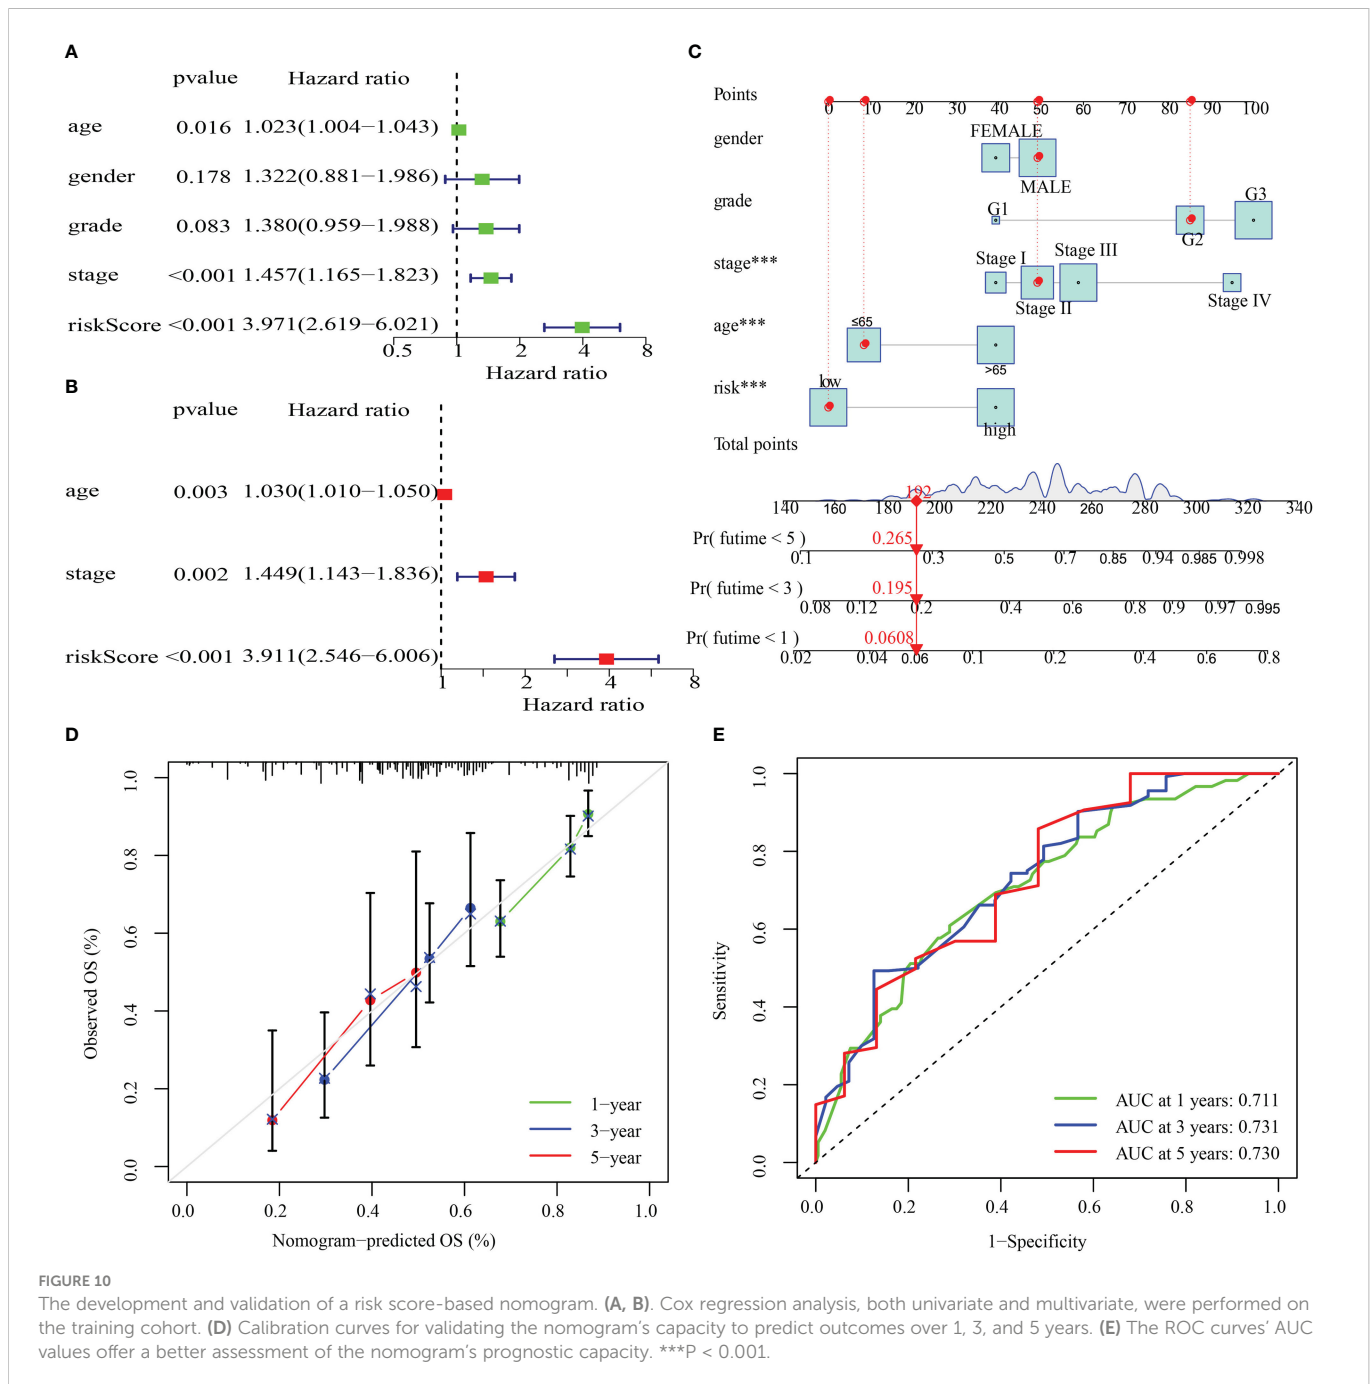 A
pvalue Hazard ratio
age 0.016 1.023(1.004−1.043)
gender 0.178 1.322(0.881−1.986)
grade 0.083 1.380(0.959−1.988)
stage <0.001 1.457(1.165−1.823)
riskScore <0.001 3.971(2.619−6.021)
0.5 1 2 4 8
Hazard ratio
B
pvalue Hazard ratio
age 0.003 1.030(1.010−1.050)
stage 0.002 1.449(1.143−1.836)
riskScore <0.001 3.911(2.546−6.006)
1 2 4 8
Hazard ratio
C
Points
0 10 20 30 40 50 60 70 80 90 100
gender
FEMALE
MALE
grade
G1 G2 G3
stage***
Stage I Stage III
Stage II Stage IV
age***
≤65
>65
risk***
low
high
Total points
192
140 160 180 200 220 240 260 280 300 320 340
Pr( futime < 5 ) 0.265
0.1 0.3 0.5 0.7 0.85 0.94 0.985 0.998
Pr( futime < 3 ) 0.195
0.08 0.12 0.2 0.4 0.6 0.8 0.9 0.97 0.995
Pr( futime < 1 ) 0.0608
0.02 0.04 0.06 0.1 0.2 0.4 0.6 0.8
D
Observed OS (%)
0.0 0.2 0.4 0.6 0.8 1.0
1−year
3−year
5−year
0.0 0.2 0.4 0.6 0.8 1.0
Nomogram−predicted OS (%)
E
Sensitivity
0.0 0.2 0.4 0.6 0.8 1.0
AUC at 1 years: 0.711
AUC at 3 years: 0.731
AUC at 5 years: 0.730
0.0 0.2 0.4 0.6 0.8 1.0
1−Specificity
FIGURE 10
The development and validation of a risk score-based nomogram. (A, B). Cox regression analysis, both univariate and multivariate, were performed on
the training cohort. (D) Calibration curves for validating the nomogram's capacity to predict outcomes over 1, 3, and 5 years. (E) The ROC curves' AUC
values offer a better assessment of the nomogram's prognostic capacity. ***P < 0.001.